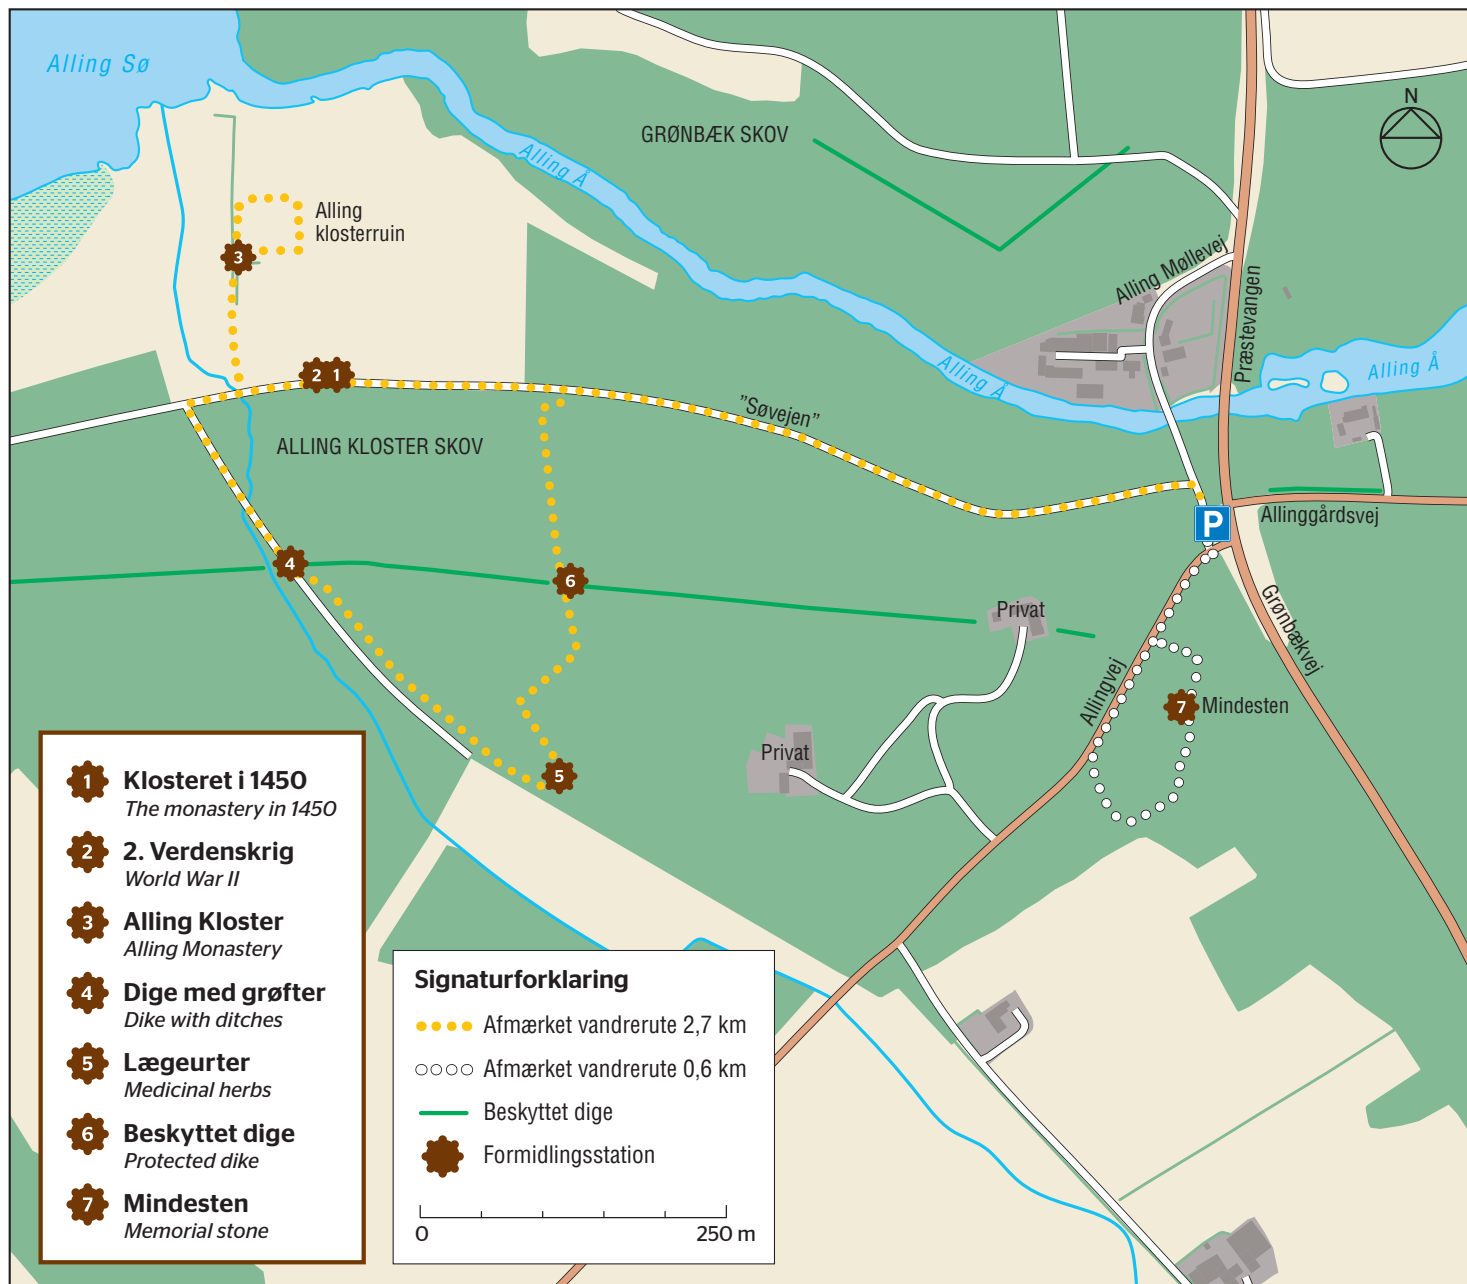 Alling Sø
GRØNBÆK SKOV
N
Alling Å
Alling
klosterruin
3
Alling Møllevej
Præstevangen
Alling Å
Alling Å
2 1
"Søvejen"
ALLING KLOSTER SKOV
P
Allinggårdsvej
4
6
Privat
Grønbækvej
Allingvej
7
Mindesten
Privat
5
1 Klosteret i 1450
The monastery in 1450
2 2. Verdenskrig
World War II
3 Alling Kloster
Alling Monastery
4 Dige med grøfter
Dike with ditches
5 Lægeurter
Medicinal herbs
6 Beskyttet dige
Protected dike
7 Mindesten
Memorial stone
Signaturforklaring
Afmærket vandrerute 2,7 km
Afmærket vandrerute 0,6 km
Beskyttet dige
Formidlingsstation
0 250 m